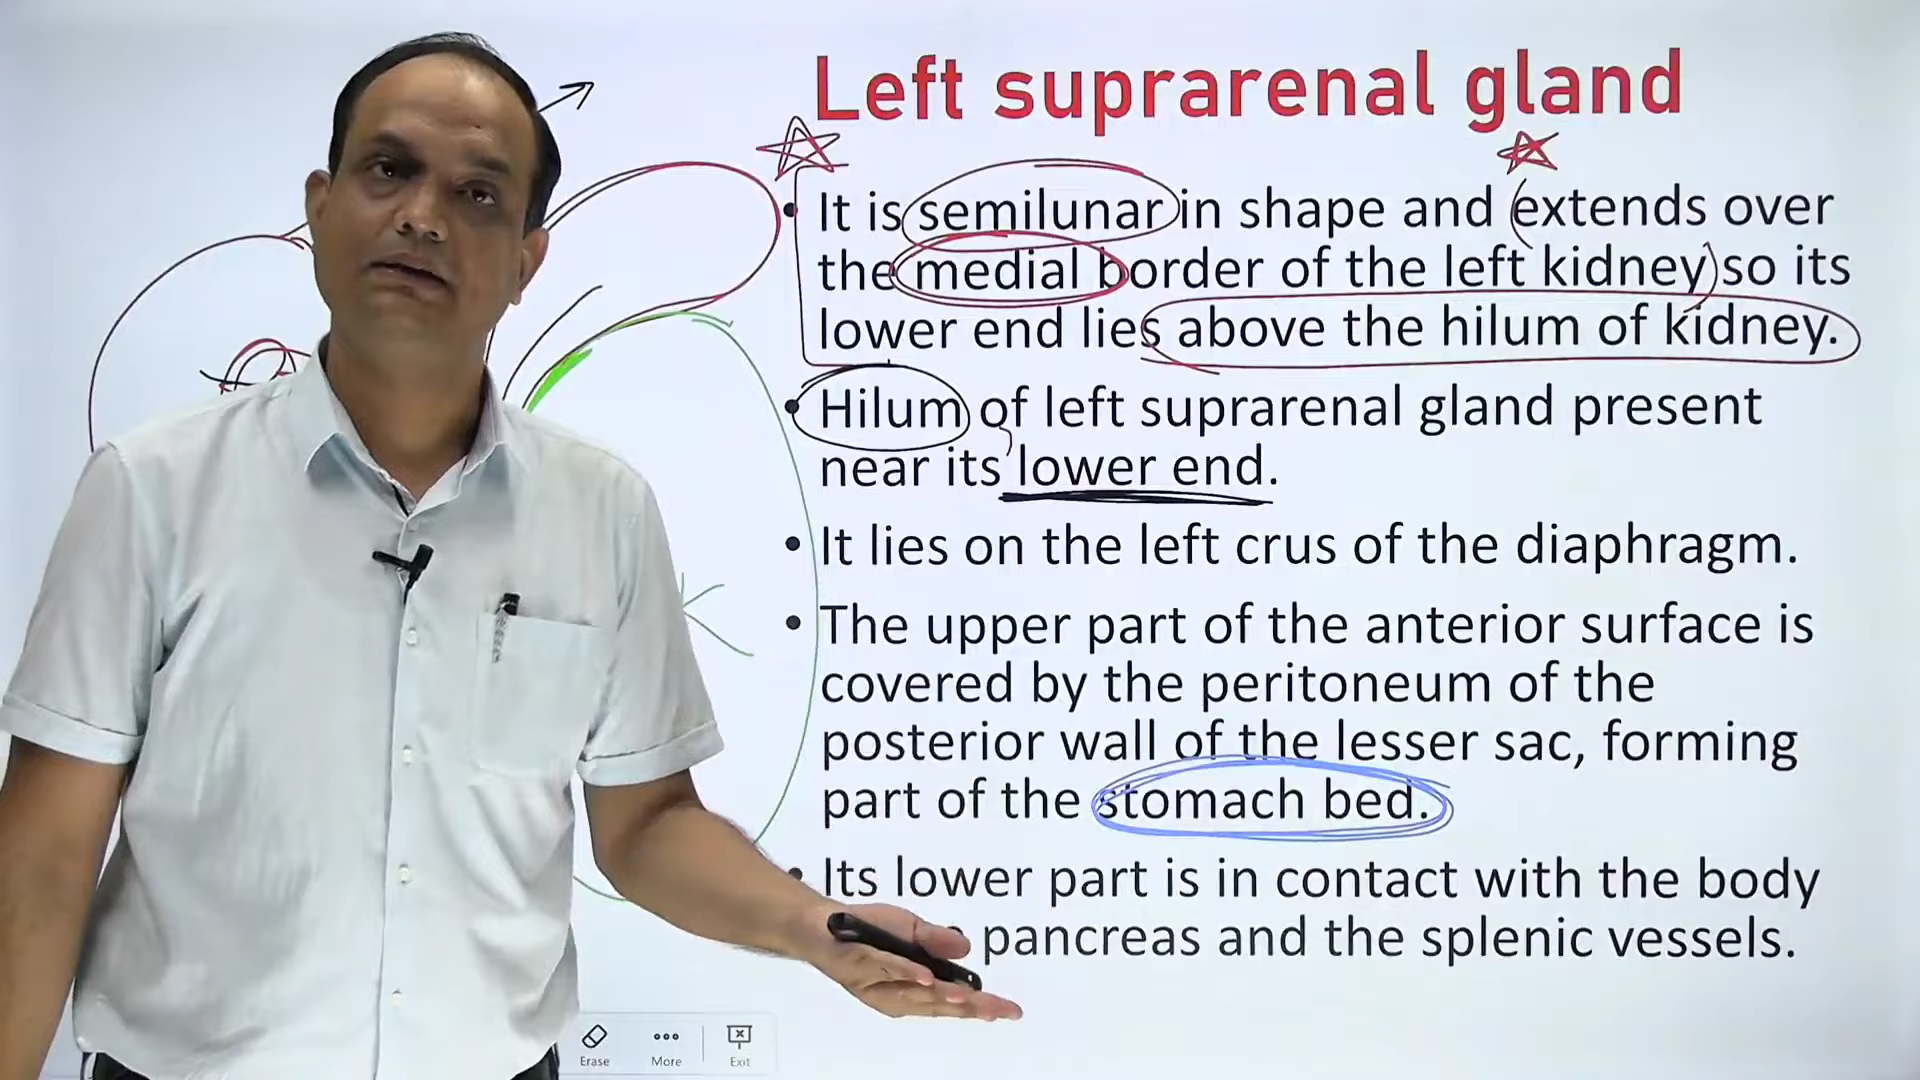 Left suprarenal gland
• It is semilunar in shape and extends over
the medial border of the left kidney so its
lower end lies above the hilum of kidney.
• Hilum of left suprarenal gland present
near its lower end.
• It lies on the left crus of the diaphragm.
• The upper part of the anterior surface is
covered by the peritoneum of the
posterior wall of the lesser sac, forming
part of the stomach bed.
• Its lower part is in contact with the body
pancreas and the splenic vessels.
Erase
More
Exit